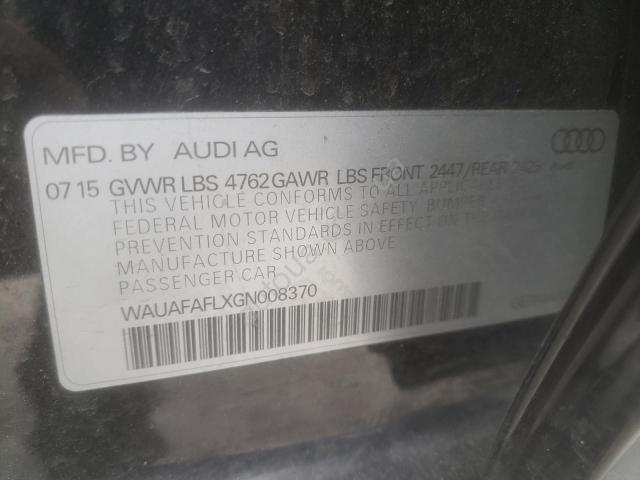 MFD. BY AUDI AG
07 15 GVWR LBS 4762 GAWR LBS FRONT 2447/REAR
THIS VEHICLE CONFORMS TO ALL APPLICABLE
FEDERAL MOTOR VEHICLE SAFETY BUMPER
PREVENTION STANDARDS IN EFFECT ON THE
MANUFACTURE SHOWN ABOVE
PASSENGER CAR
WAUAFAFLXGN008370